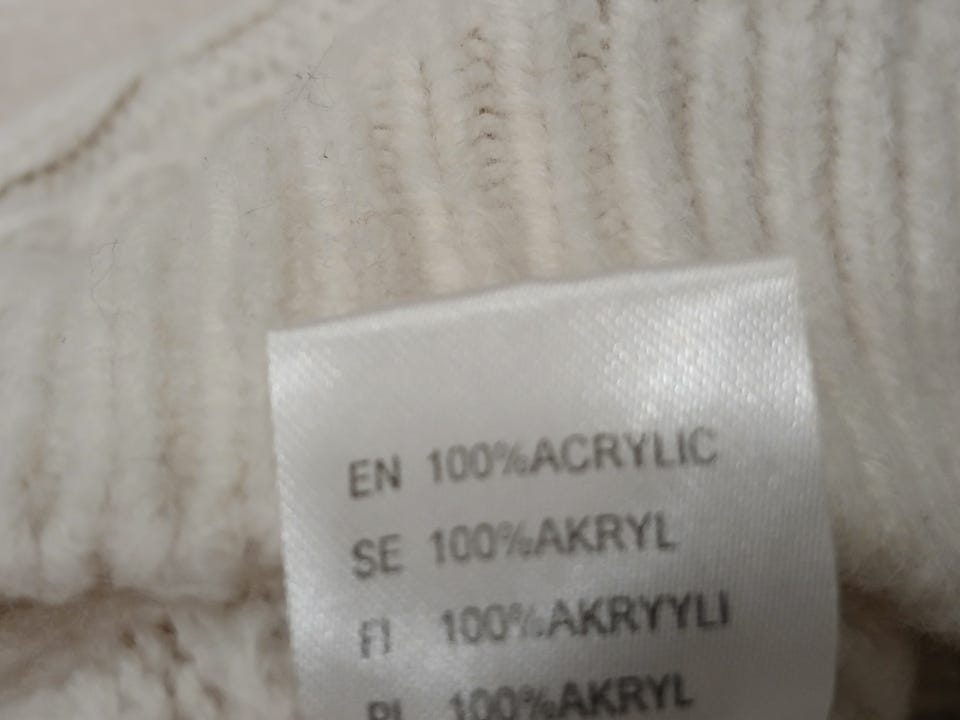 EN 100%ACRYLIC
SE 100%AKRYL
FI 100%AKRYYLI
PL 100%AKRYL